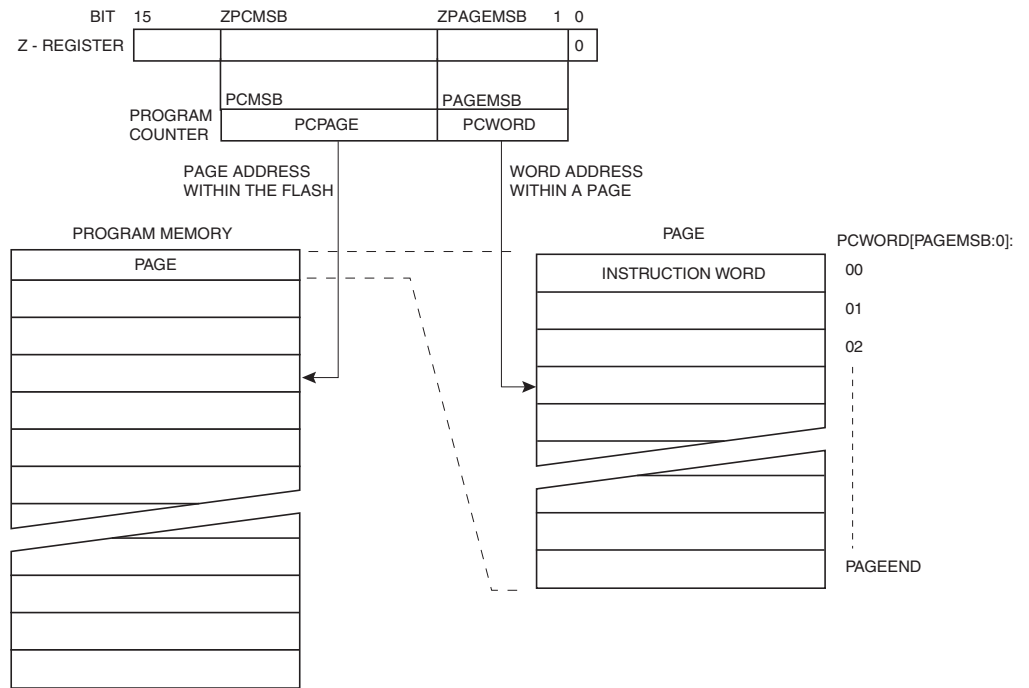 BIT 15 ZPCMSB ZPAGEMSB 1 0
Z - REGISTER 0
PCMSB PAGEMSB
PROGRAM
COUNTER
PCPAGE PCWORD
PAGE ADDRESS
WITHIN THE FLASH
WORD ADDRESS
WITHIN A PAGE
PROGRAM MEMORY
PAGE
PAGE
INSTRUCTION WORD
PCWORD[PAGEMSB:0]:
00
01
02
PAGEEND